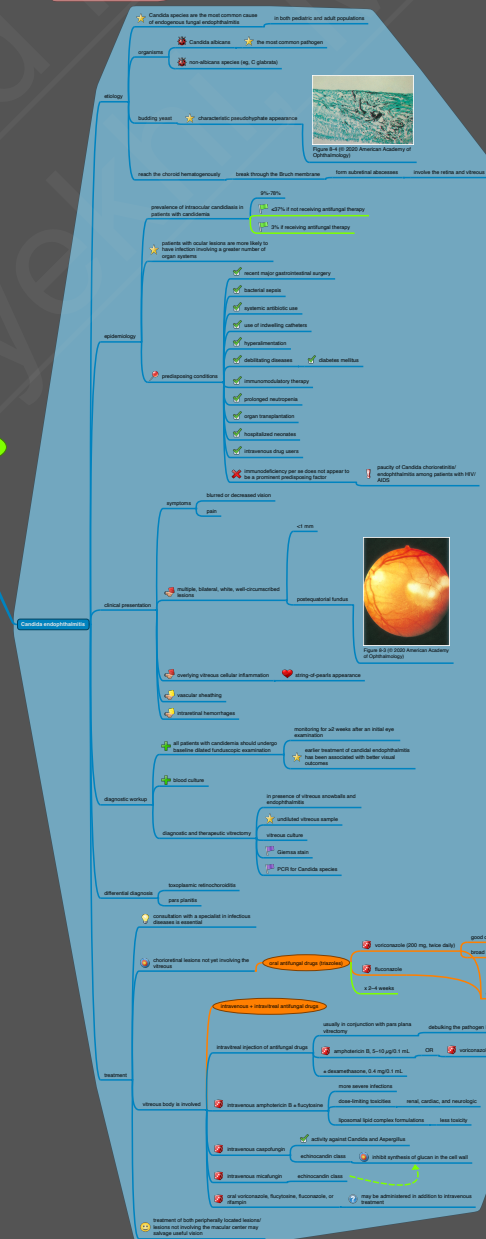 Candida endophthalmitis
etiology
Candida species are the most common cause
of endogenous fungal endophthalmitis
in both pediatric and adult populations
organisms
Candida albicans
the most common pathogen
non-albicans species (eg, C glabrata)
budding yeast
characteristic pseudohyphate appearance
Figure 8-4 (© 2020 American Academy of
Ophthalmology)
reach the choroid hematogenously
break through the Bruch membrane
form subretinal abscesses
involve the retina and vitreous
epidemiology
prevalence of intraocular candidiasis in
patients with candidemia
9%-78%
≤37% if not receiving antifungal therapy
3% if receiving antifungal therapy
patients with ocular lesions are more likely to
have infection involving a greater number of
organ systems
predisposing conditions
recent major gastrointestinal surgery
bacterial sepsis
systemic antibiotic use
use of indwelling catheters
hyperalimentation
debilitating diseases
diabetes mellitus
immunomodulatory therapy
prolonged neutropenia
organ transplantation
hospitalized neonates
intravenous drug users
immunodeficiency per se does not appear to
be a prominent predisposing factor
paucity of Candida chorioretinitis/
endophthalmitis among patients with HIV/
AIDS
clinical presentation
symptoms
blurred or decreased vision
pain
multiple, bilateral, white, well-circumscribed
lesions
<1 mm
postequatorial fundus
Figure 8-3 (© 2020 American Academy
of Ophthalmology)
overlying vitreous cellular inflammation
string-of-pearls appearance
vascular sheathing
intraretinal hemorrhages
diagnostic workup
all patients with candidemia should undergo
baseline dilated funduscopic examination
monitoring for ≥2 weeks after an initial eye
examination
earlier treatment of candidal endophthalmitis
has been associated with better visual
outcomes
blood culture
diagnostic and therapeutic vitrectomy
in presence of vitreous snowballs and
endophthalmitis
undiluted vitreous sample
vitreous culture
Giemsa stain
PCR for Candida species
differential diagnosis
toxoplasmic retinochoroiditis
pars planitis
treatment
consultation with a specialist in infectious
diseases is essential
chorioretinal lesions not yet involving the
vitreous
oral antifungal drugs (triazoles)
voriconazole (200 mg, twice daily)
good
broad
fluconazole
x 2–4 weeks
vitreous body is involved
intravenous + intravitreal antifungal drugs
intravitreal injection of antifungal drugs
usually in conjunction with pars plana
vitrectomy
debulking the pathogen
amphotericin B, 5–10 µg/0.1 mL
OR
voriconazol
± dexamethasone, 0.4 mg/0.1 mL
intravenous amphotericin B ± flucytosine
more severe infections
dose-limiting toxicities
renal, cardiac, and neurologic
liposomal lipid complex formulations
less toxicity
intravenous caspofungin
activity against Candida and Aspergillus
echinocandin class
inhibit synthesis of glucan in the cell wall
intravenous micafungin
echinocandin class
oral voriconazole, flucytosine, fluconazole, or
rifampin
may be administered in addition to intravenous
treatment
treatment of both peripherally located lesions/
lesions not involving the macular center may
salvage useful vision